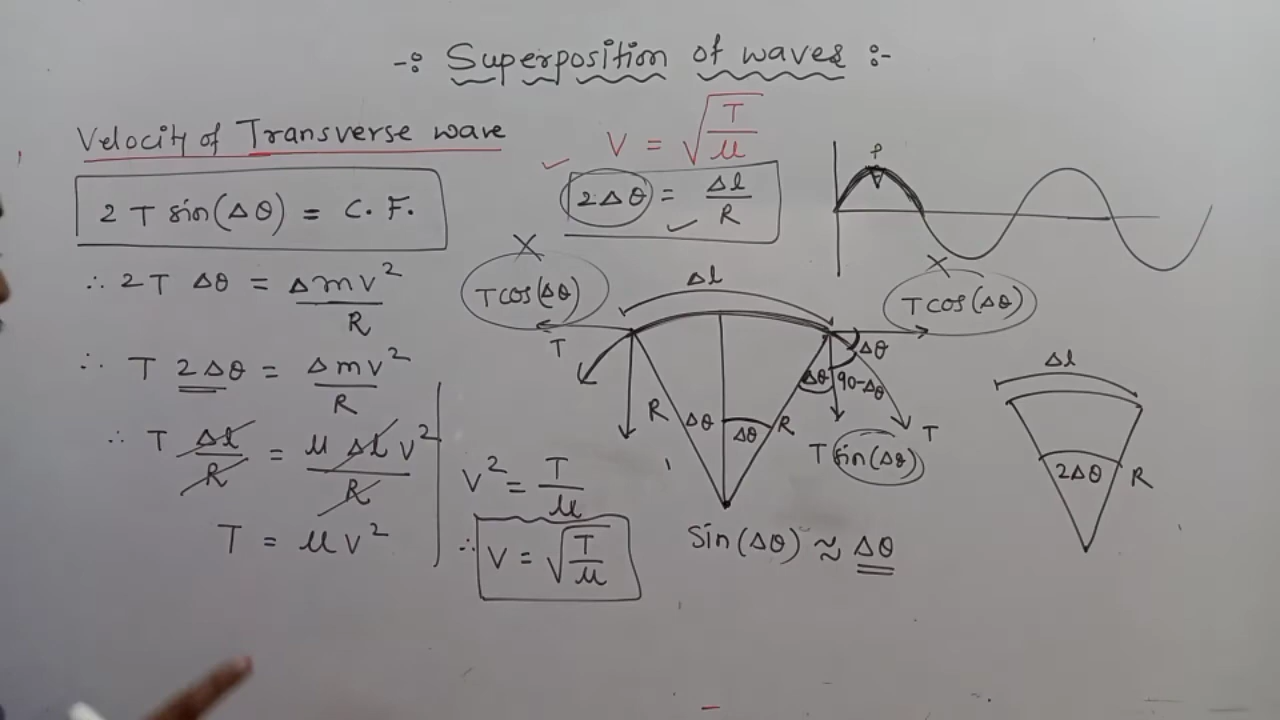 -: Superposition of waves :-
Velocity of Transverse wave
V = √(T/μ)
2 T sin(Δθ) = C. F.
2Δθ = Δl/R
∴ 2 T Δθ = Δmv²/R
∴ T 2Δθ = Δmv²/R
∴ T Δl/R = μ Δl v²/R
T = μv²
V² = T/μ
∴ V = √(T/μ)
P
X
Tcos(Δθ)
Δl
X
Tcos(Δθ)
T
Δθ
Δθ
90-Δθ
R
Δθ
Δθ
R
T
T sin(Δθ)
Sin(Δθ) ≈ Δθ
Δl
2Δθ
R